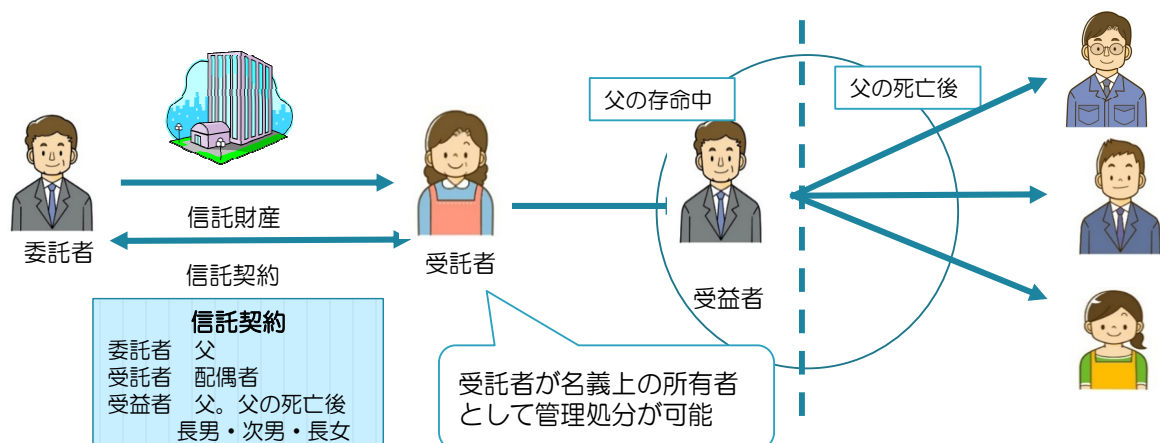 父の存命中
父の死亡後
信託財産
委託者
受託者
信託契約
受益者
信託契約
委託者 父
受託者 配偶者
受益者 父。父の死亡後
長男・次男・長女
受託者が名義上の所有者
として管理処分が可能